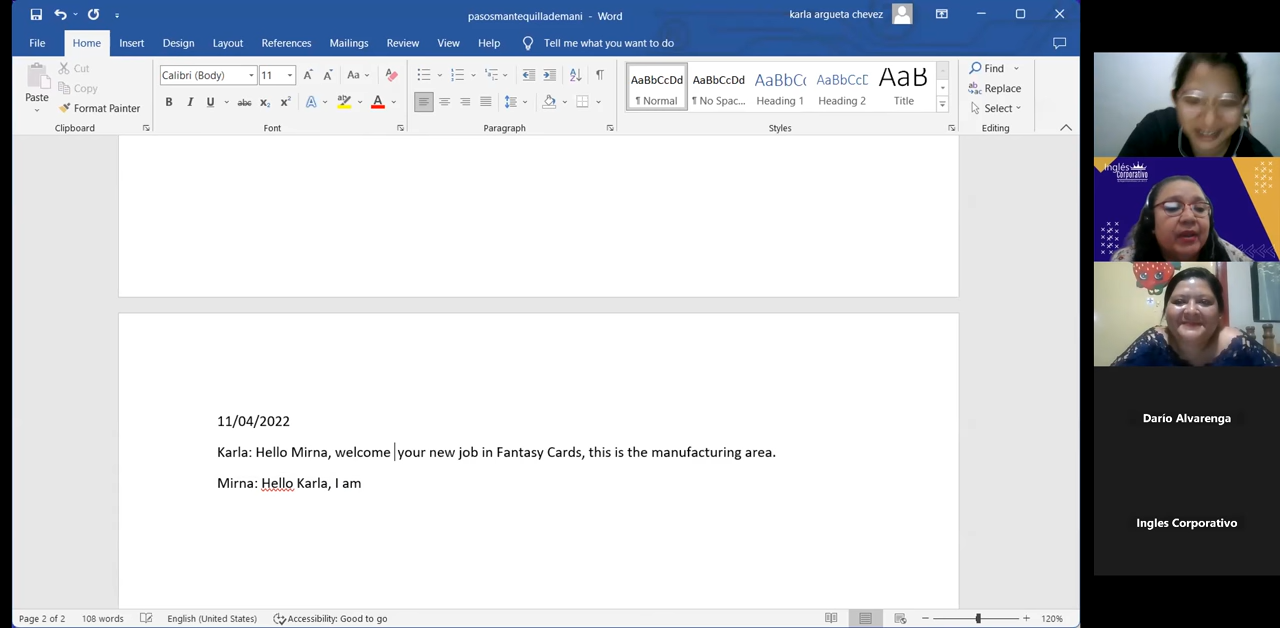 pasosmantequillademani - Word
karla argueta chevez
File Home Insert Design Layout References Mailings Review View Help Tell me what you want to do
Paste
Cut
Copy
Format Painter
Clipboard
Calibri (Body) 11
Font
Paragraph
AaBbCcDd AaBbCcDd AaBbCc AaBbCcD AaB
¶ Normal ¶ No Spac... Heading 1 Heading 2 Title
Styles
Find
Replace
Select
Editing
11/04/2022
Karla: Hello Mirna, welcome your new job in Fantasy Cards, this is the manufacturing area.
Mirna: Hello Karla, I am
Page 2 of 2 108 words English (United States) Accessibility: Good to go 120%
Inglés
Corporativo
Darío Alvarenga
Ingles Corporativo